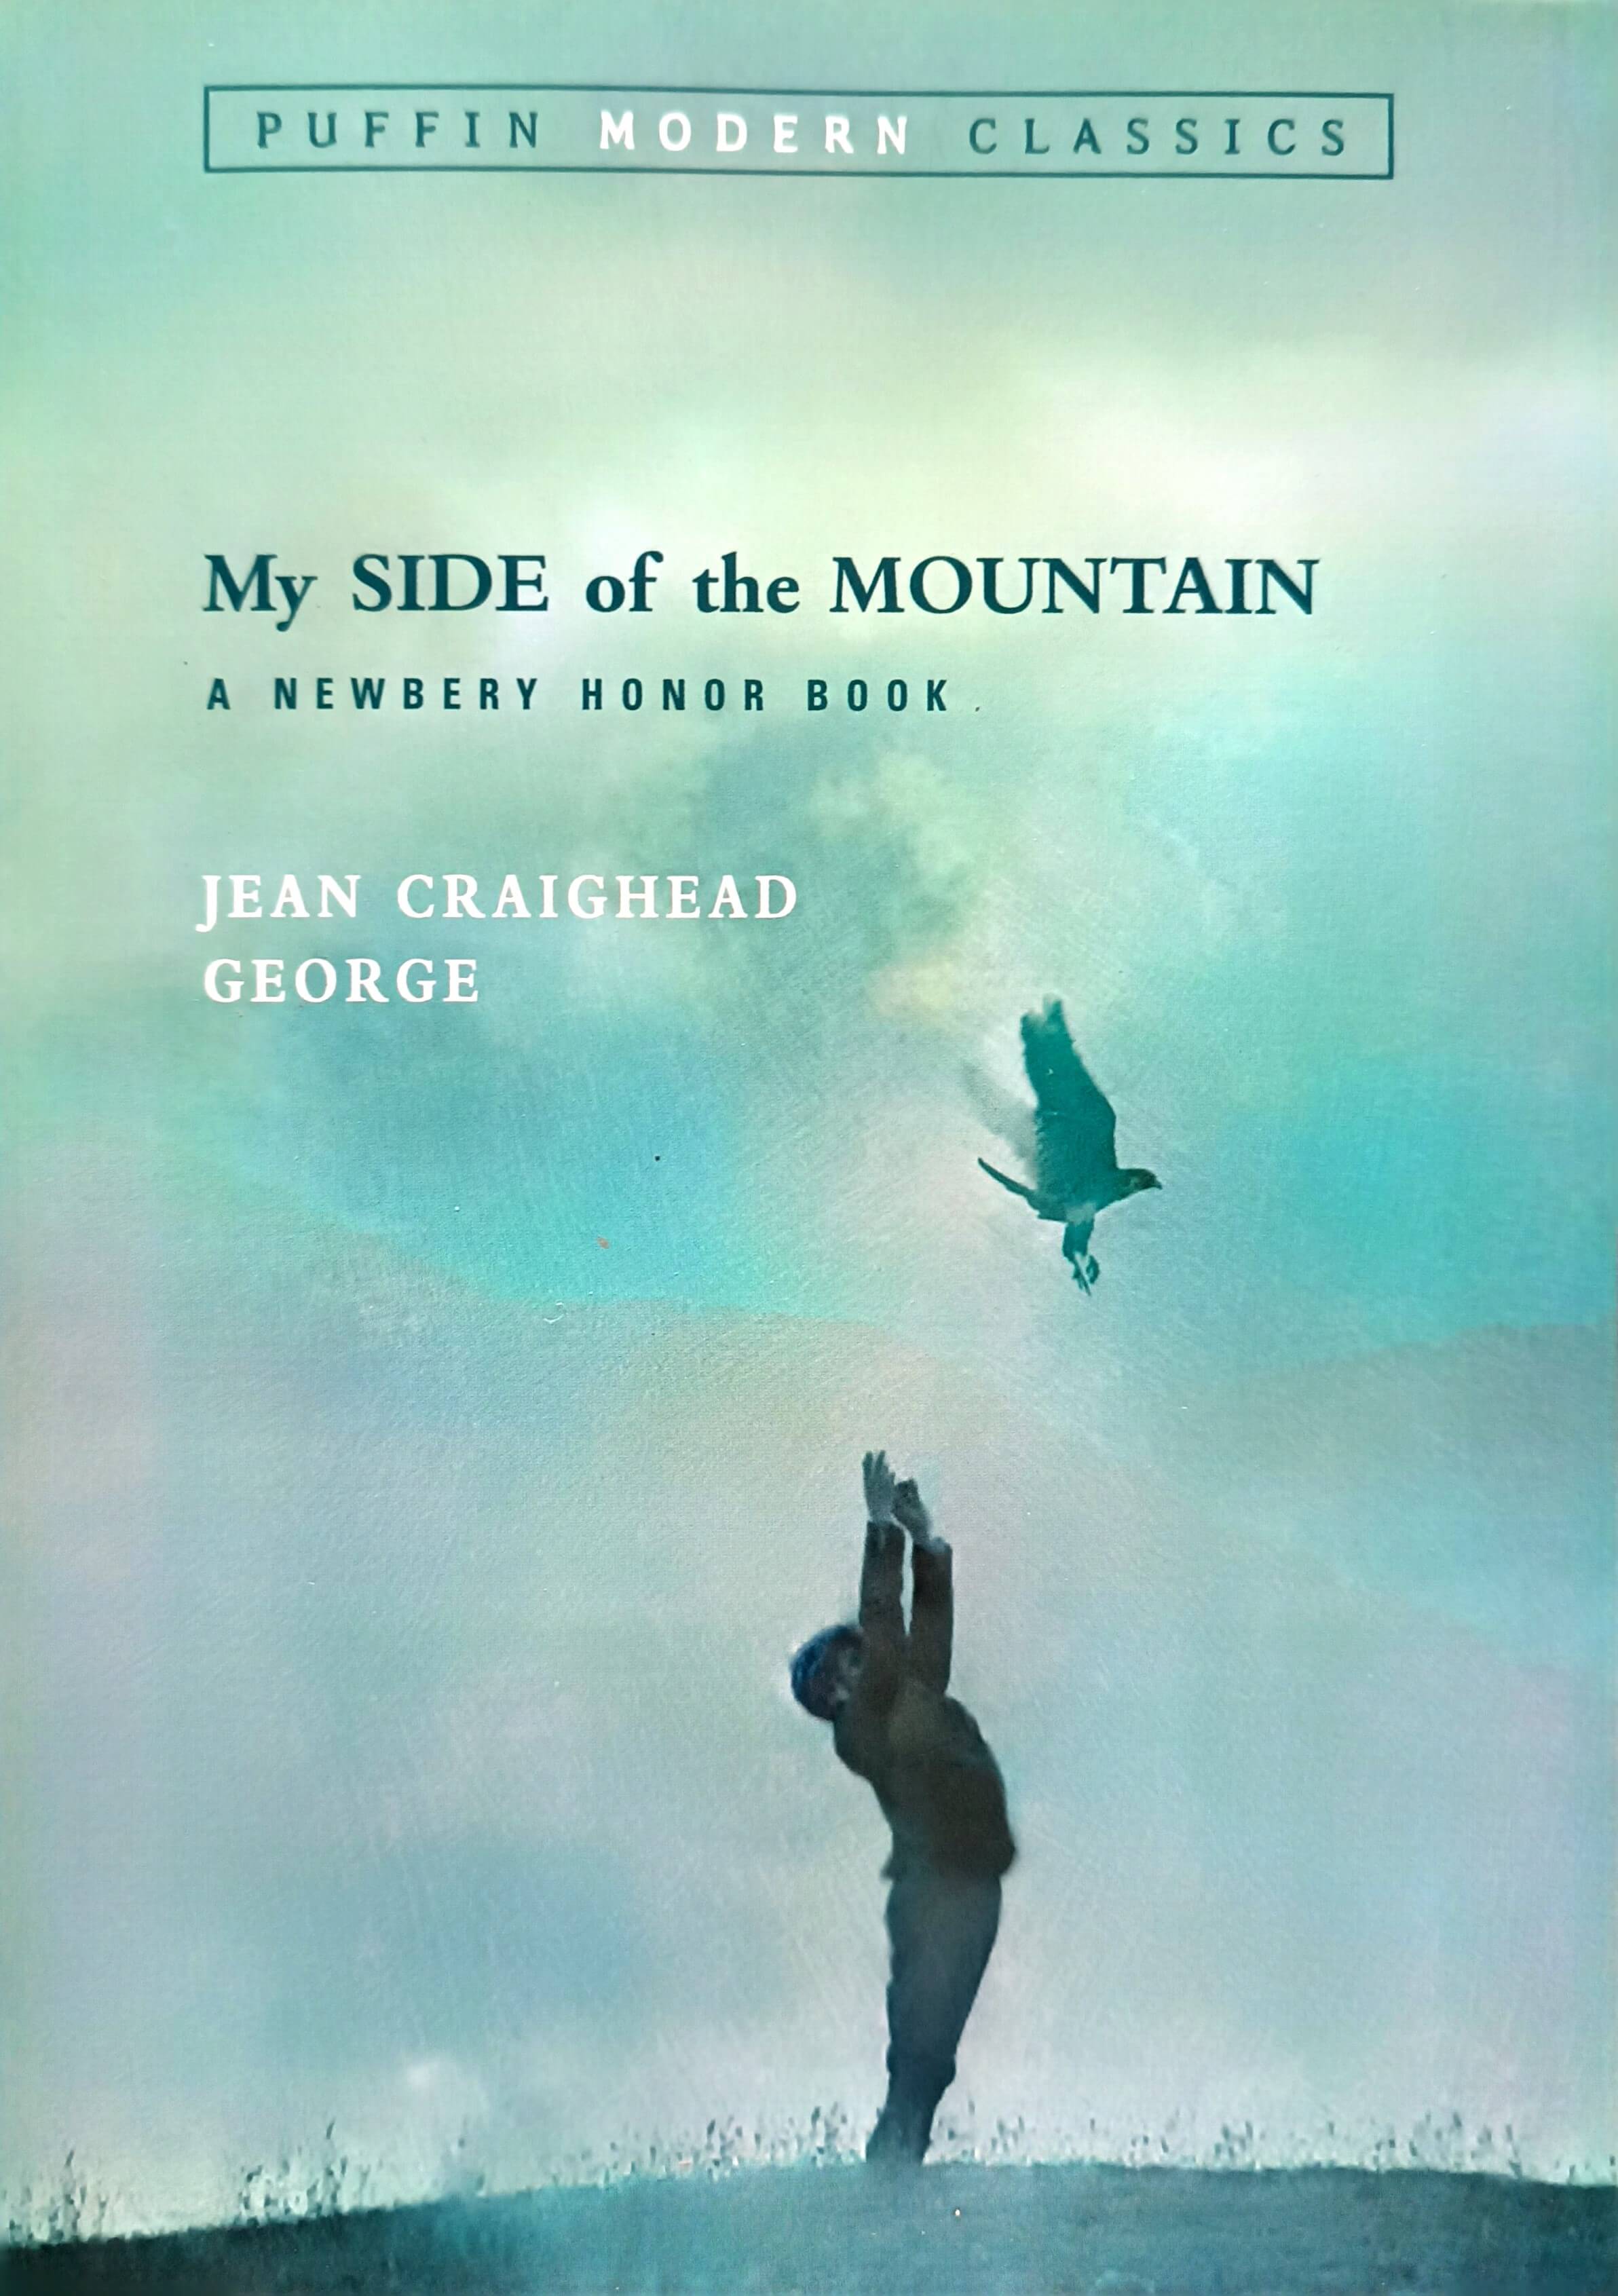 PUFFIN MODERN CLASSICS
My SIDE of the MOUNTAIN
A NEWBERY HONOR BOOK
JEAN CRAIGHEAD
GEORGE